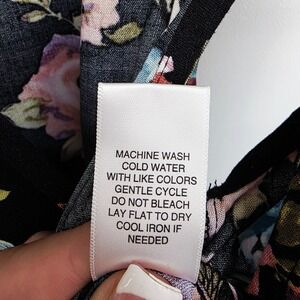 MACHINE WASH
COLD WATER
WITH LIKE COLORS
GENTLE CYCLE
DO NOT BLEACH
LAY FLAT TO DRY
COOL IRON IF
NEEDED